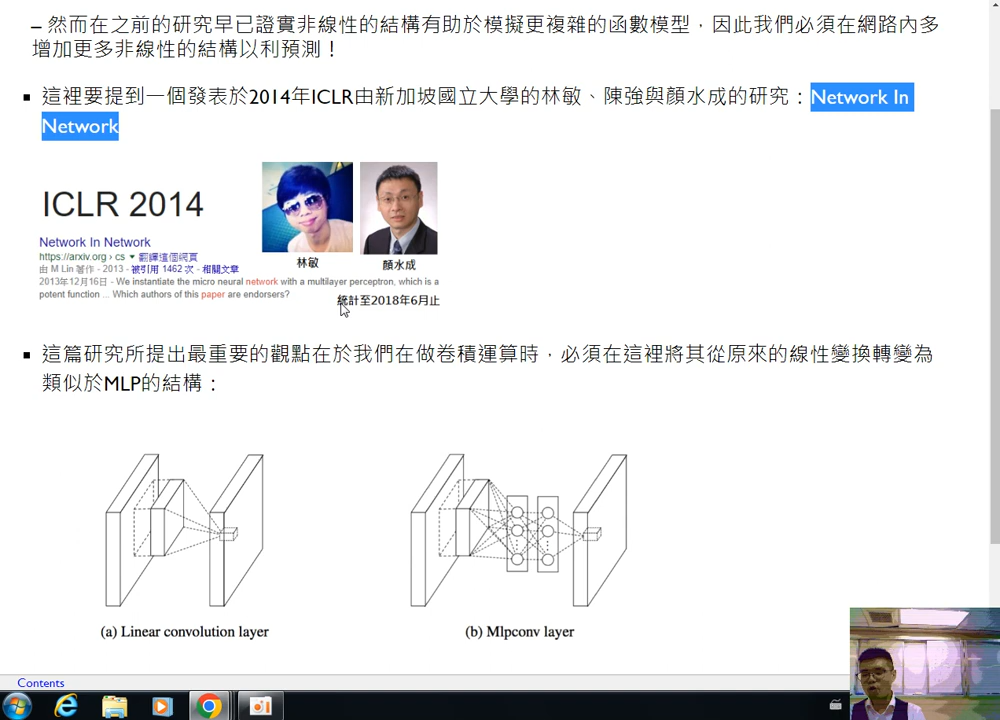 – 然而在之前的研究早已證實非線性的結構有助於模擬更複雜的函數模型，因此我們必須在網路內多
增加更多非線性的結構以利預測！
▪ 這裡要提到一個發表於2014年ICLR由新加坡國立大學的林敏、陳強與顏水成的研究：Network In
Network
ICLR 2014
Network In Network
https://arxiv.org › cs ▼ 翻譯這個網頁
由 M Lin 著作 - 2013 - 被引用 1462 次 - 相關文章
2013年12月16日 - We instantiate the micro neural network with a multilayer perceptron, which is a
potent function ... Which authors of this paper are endorsers?
林敏
顏水成
統計至2018年6月止
▪ 這篇研究所提出最重要的觀點在於我們在做卷積運算時，必須在這裡將其從原來的線性變換轉變為
類似於MLP的結構：
(a) Linear convolution layer
(b) Mlpconv layer
Contents